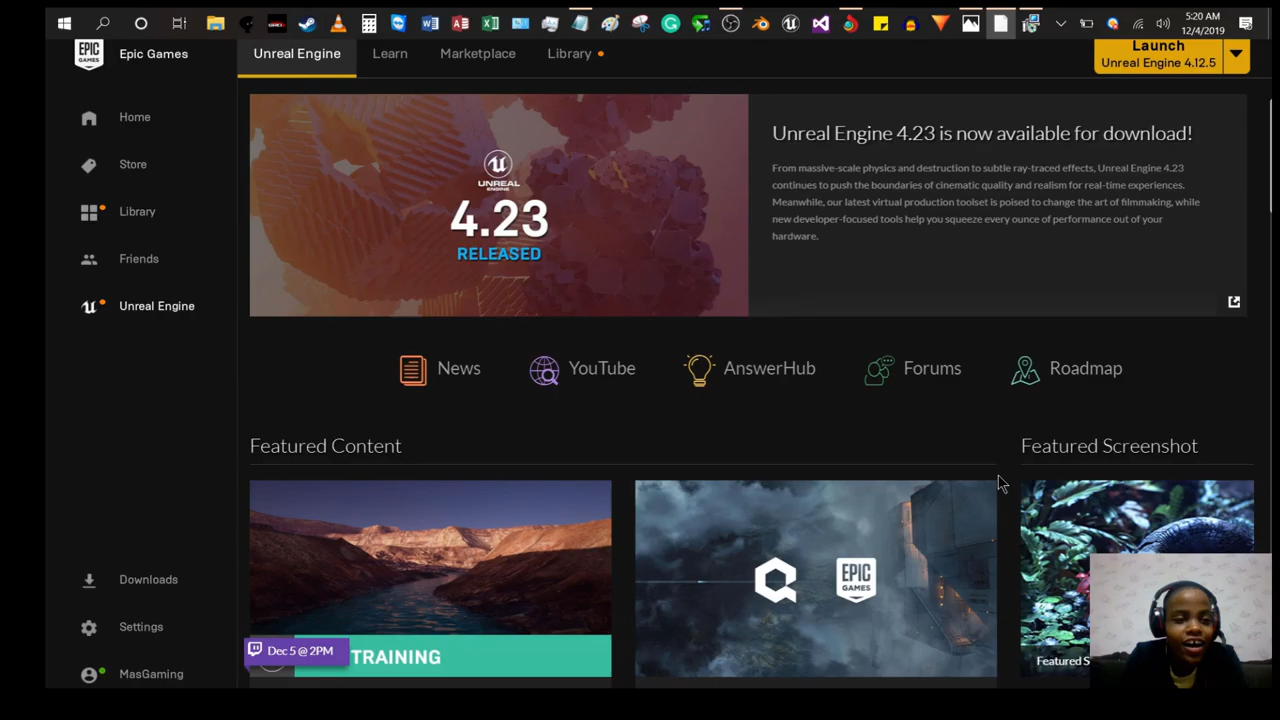 5:20 AM
12/4/2019
EPIC GAMES
Epic Games
Unreal Engine
Learn
Marketplace
Library
Launch
Unreal Engine 4.12.5
Home
Store
Library
Friends
Unreal Engine
UNREAL
ENGINE
4.23
RELEASED
Unreal Engine 4.23 is now available for download!
From massive-scale physics and destruction to subtle ray-traced effects, Unreal Engine 4.23
continues to push the boundaries of cinematic quality and realism for real-time experiences.
Meanwhile, our latest virtual production toolset is poised to change the art of filmmaking, while
new developer-focused tools help you squeeze every ounce of performance out of your
hardware.
News
YouTube
AnswerHub
Forums
Roadmap
Featured Content
Featured Screenshot
EPIC
GAMES
Dec 5 @ 2PM
TRAINING
Featured S
Downloads
Settings
MasGaming